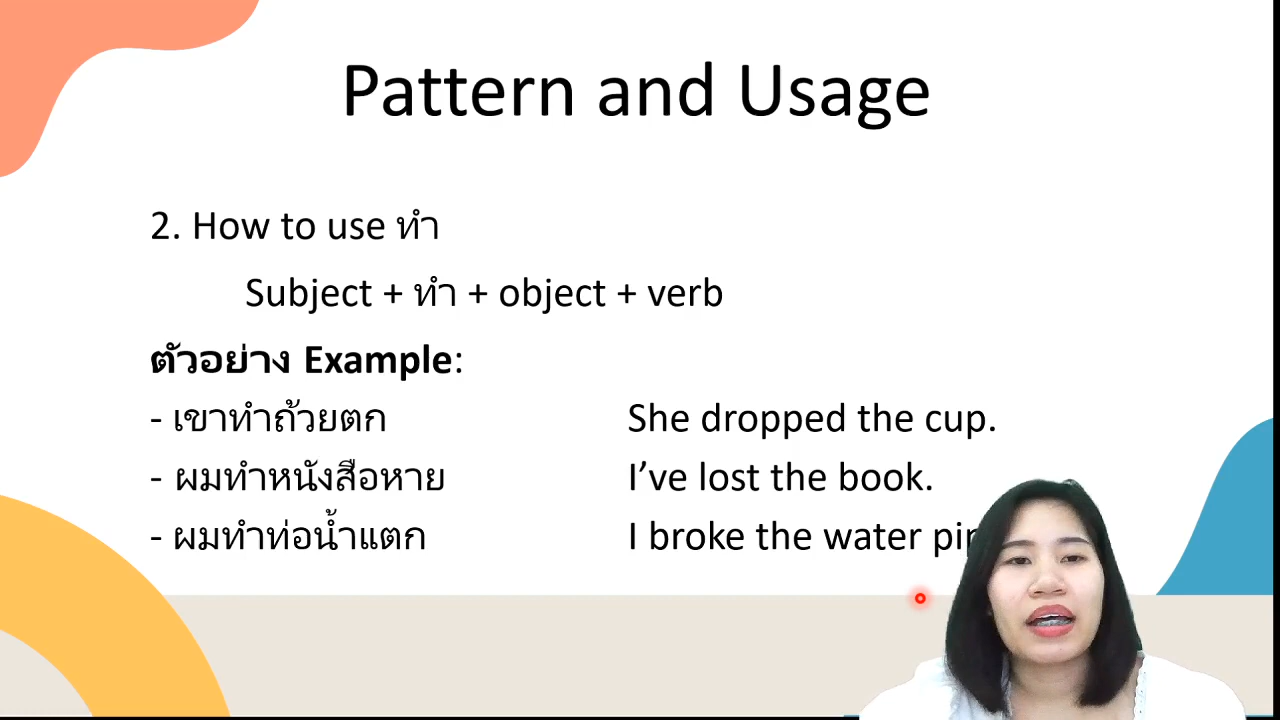 Pattern and Usage
2. How to use ทำ
Subject + ทำ + object + verb
ตัวอย่าง Example:
- เขาทำถ้วยตก She dropped the cup.
- ผมทำหนังสือหาย I’ve lost the book.
- ผมทำท่อน้ำแตก I broke the water